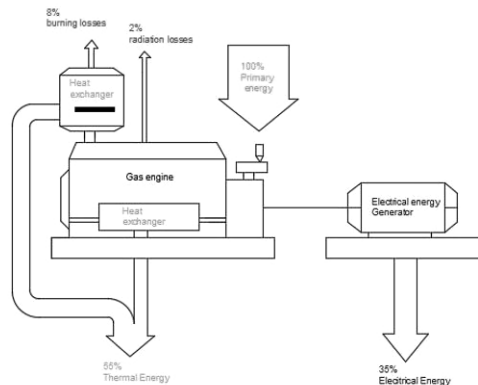 8%
burning losses
2%
radiation losses
Heat
exchanger
100%
Primary
energy
Gas engine
Heat
exchanger
Electrical energy
Generator
55%
Thermal Energy
35%
Elecitrical Energy